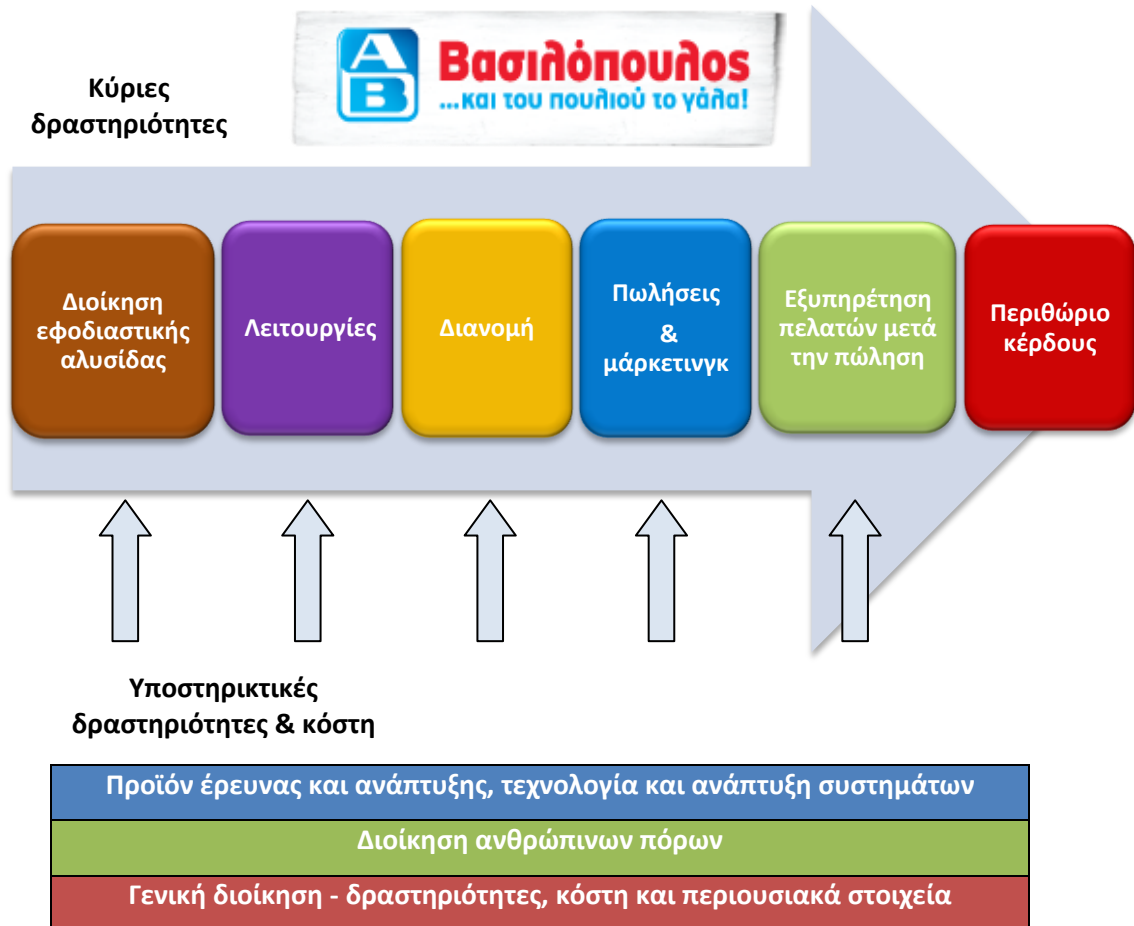 Κύριες
δραστηριότητες
ΑΒ
Βασιλόπουλος
...και του πουλιού το γάλα!
Διοίκηση
εφοδιαστικής
αλυσίδας
Λειτουργίες
Διανομή
Πωλήσεις
&
μάρκετινγκ
Εξυπηρέτηση
πελατών μετά
την πώληση
Περιθώριο
κέρδους
Υποστηρικτικές
δραστηριότητες & κόστη
Προϊόν έρευνας και ανάπτυξης, τεχνολογία και ανάπτυξη συστημάτων
Διοίκηση ανθρώπινων πόρων
Γενική διοίκηση - δραστηριότητες, κόστη και περιουσιακά στοιχεία